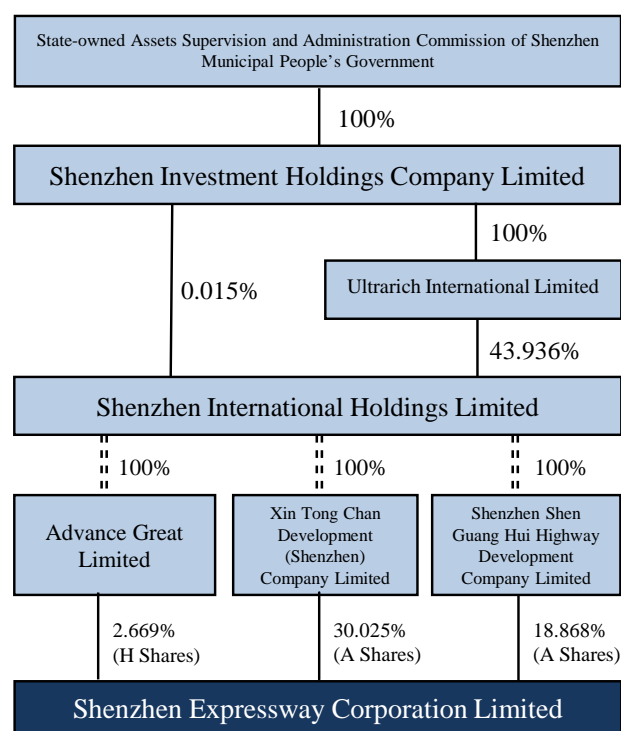 State-owned Assets Supervision and Administration Commission of Shenzhen
Municipal People's Government
100%
Shenzhen Investment Holdings Company Limited
100%
0.015%
Ultrarich International Limited
43.936%
Shenzhen International Holdings Limited
100%
100%
100%
Advance Great
Limited
Xin Tong Chan
Development
(Shenzhen)
Company Limited
Shenzhen Shen
Guang Hui Highway
Development
Company Limited
2.669%
(H Shares)
30.025%
(A Shares)
18.868%
(A Shares)
Shenzhen Expressway Corporation Limited